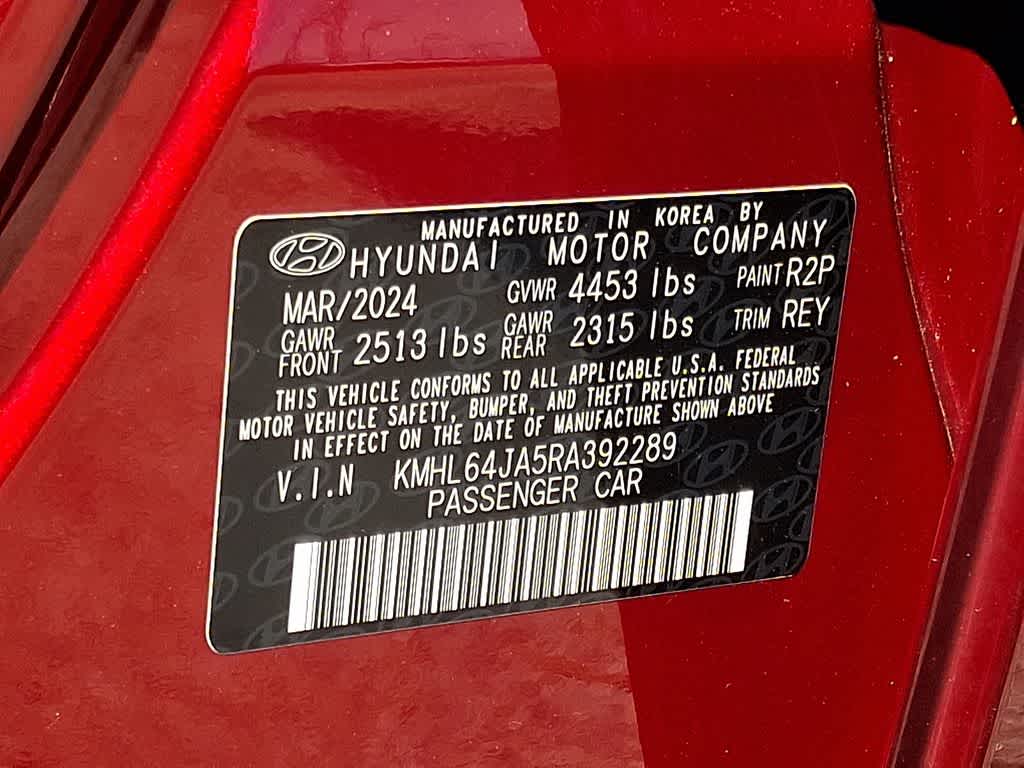 MANUFACTURED IN KOREA BY
HYUNDAI MOTOR COMPANY
MAR/2024 GVWR 4453 lbs PAINT R2P
GAWR FRONT 2513 lbs GAWR REAR 2315 lbs TRIM REY
THIS VEHICLE CONFORMS TO ALL APPLICABLE U.S.A. FEDERAL
MOTOR VEHICLE SAFETY, BUMPER, AND THEFT PREVENTION STANDARDS
IN EFFECT ON THE DATE OF MANUFACTURE SHOWN ABOVE
V.I.N KMHL64JA5RA392289
PASSENGER CAR